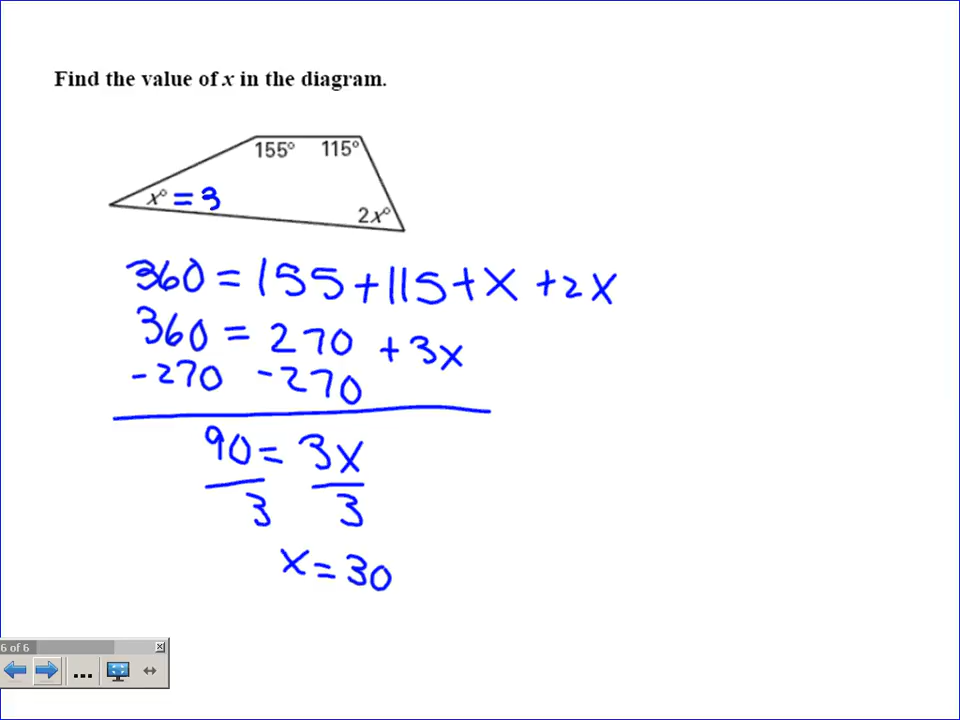 Find the value of x in the diagram.
155° 115°
x° = 3
2x°
360 = 155 + 115 + x + 2x
360 = 270 + 3x
-270 -270
90 = 3x
3 3
x = 30
6 of 6
...